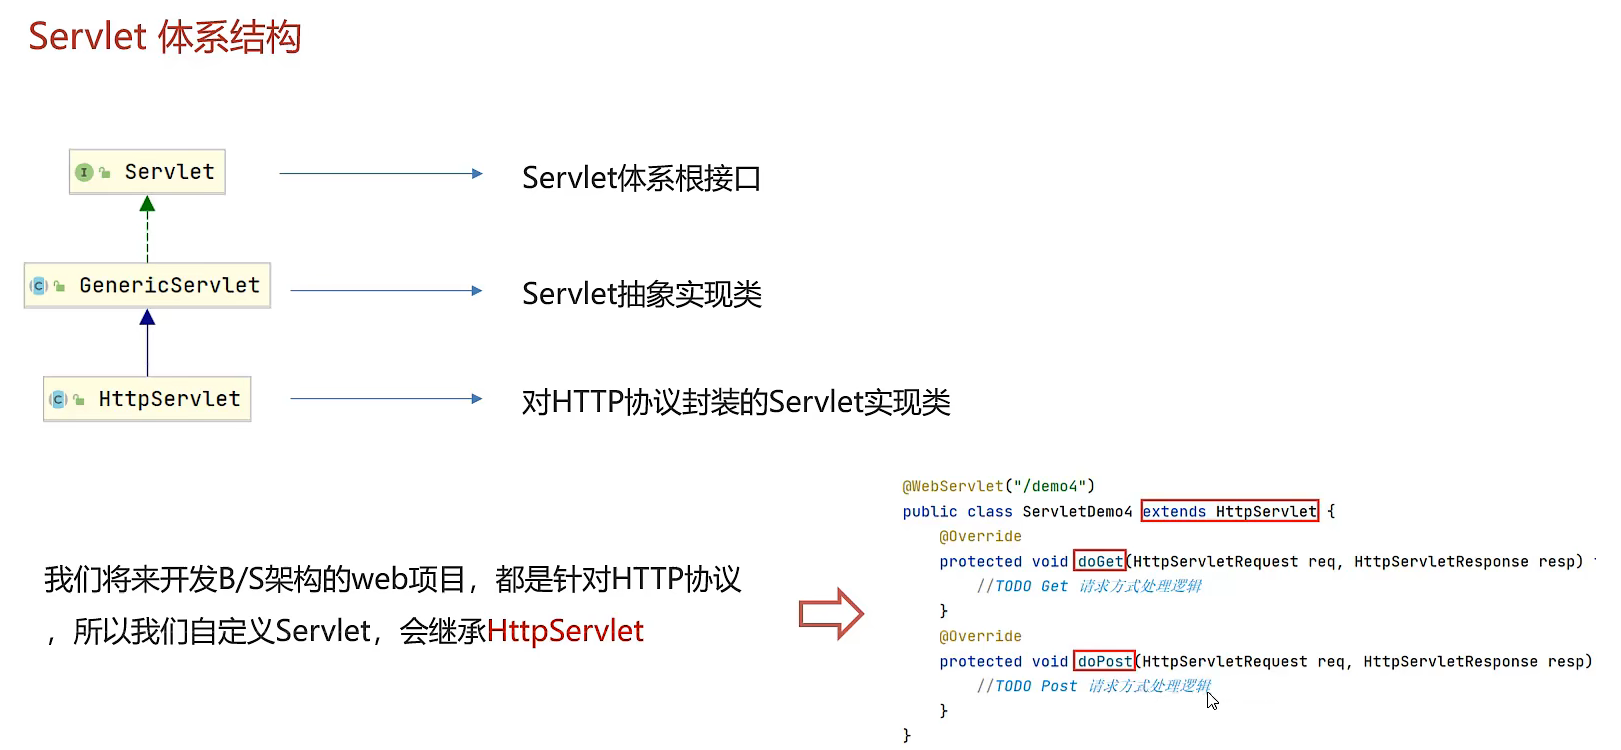 Servlet 体系结构
Servlet
Servlet体系根接口
GenericServlet
Servlet抽象实现类
HttpServlet
对HTTP协议封装的Servlet实现类
我们将来开发B/S架构的web项目，都是针对HTTP协议
，所以我们自定义Servlet，会继承HttpServlet
@WebServlet("/demo4")
public class ServletDemo4 extends HttpServlet {
@Override
protected void doGet(HttpServletRequest req, HttpServletResponse resp)
//TODO Get 请求方式处理逻辑
}
@Override
protected void doPost(HttpServletRequest req, HttpServletResponse resp)
//TODO Post 请求方式处理逻辑
}
}